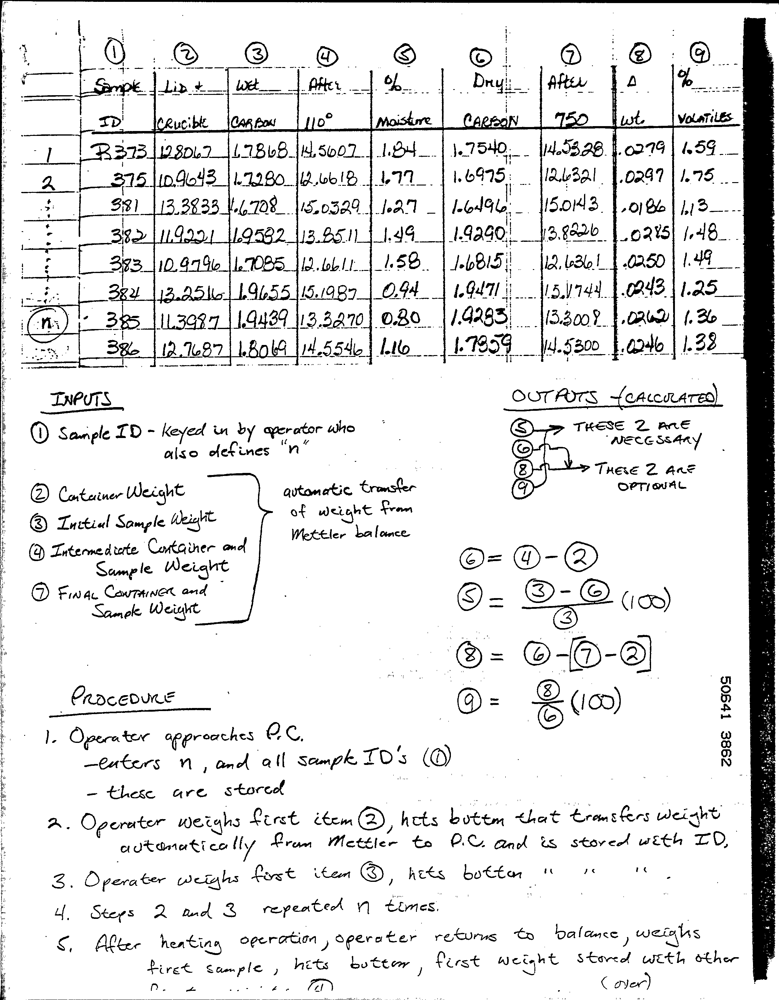 ① ② ③ ④ ⑤ ⑥ ⑦ ⑧ ⑨
Sample Lid + Wet After % Dry After Δ %
ID Crucible Carbon 110° Moisture Carbon 750 wt. Volatiles
1 R373 12.8067 1.7868 14.5607 1.84 1.7540 14.5328 .0279 1.59
2 375 10.9643 1.7280 12.6618 1.77 1.6975 12.6321 .0297 1.75
381 13.3833 1.6708 15.0329 1.27 1.6496 15.0143 .0186 1.13
382 11.9221 1.9582 13.8511 1.49 1.9290 13.8226 .0285 1.48
383 10.9796 1.7085 12.6611 1.58 1.6815 12.6361 .0250 1.49
384 13.2516 1.9655 15.1987 0.94 1.9471 15.1744 .0243 1.25
n 385 11.3987 1.9439 13.3270 0.80 1.9283 13.3008 .0262 1.36
386 12.7687 1.8069 14.5546 1.16 1.7859 14.5300 .0246 1.38
INPUTS
① Sample ID - keyed in by operator who
also defines "n"
② Container Weight
③ Initial Sample Weight
④ Intermediate Container and
Sample Weight
⑦ FINAL CONTAINER and
Sample Weight
automatic transfer
of weight from
Mettler balance
OUTPUTS - (CALCULATED)
⑤ THESE 2 ARE
⑥ NECESSARY
⑧ THESE 2 ARE
⑨ OPTIONAL
⑥ = ④ - ②
⑤ = ③ - ⑥ (100)
③
⑧ = ⑥ - [⑦ - ②]
⑨ = ⑧ (100)
⑥
50641 3862
PROCEDURE
1. Operator approaches P.C.
- enters n, and all sample ID's (①)
- these are stored
2. Operator weighs first item ②, hits button that transfers weight
automatically from Mettler to P.C. and is stored with ID.
3. Operator weighs first item ③, hits button " " " .
4. Steps 2 and 3 repeated n times.
5. After heating operation, operator returns to balance, weighs
first sample, hits button, first weight stored with other
(over)